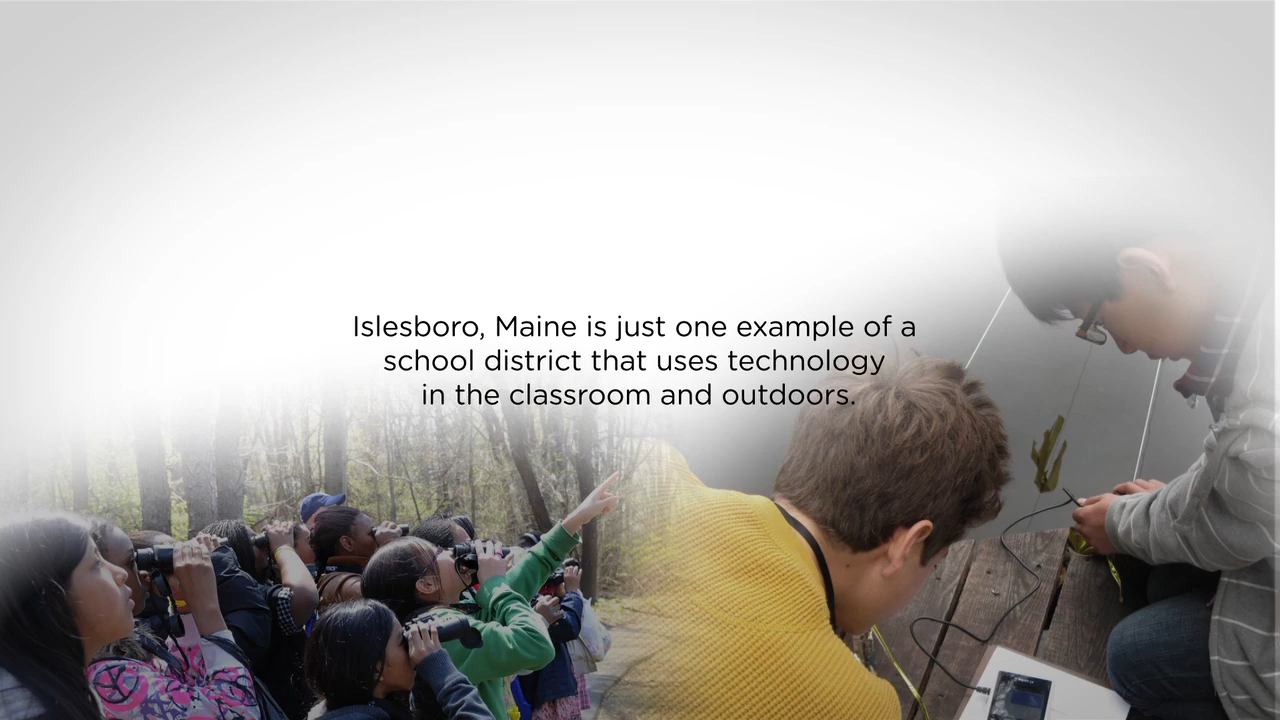 Islesboro, Maine is just one example of a
school district that uses technology
in the classroom and outdoors.